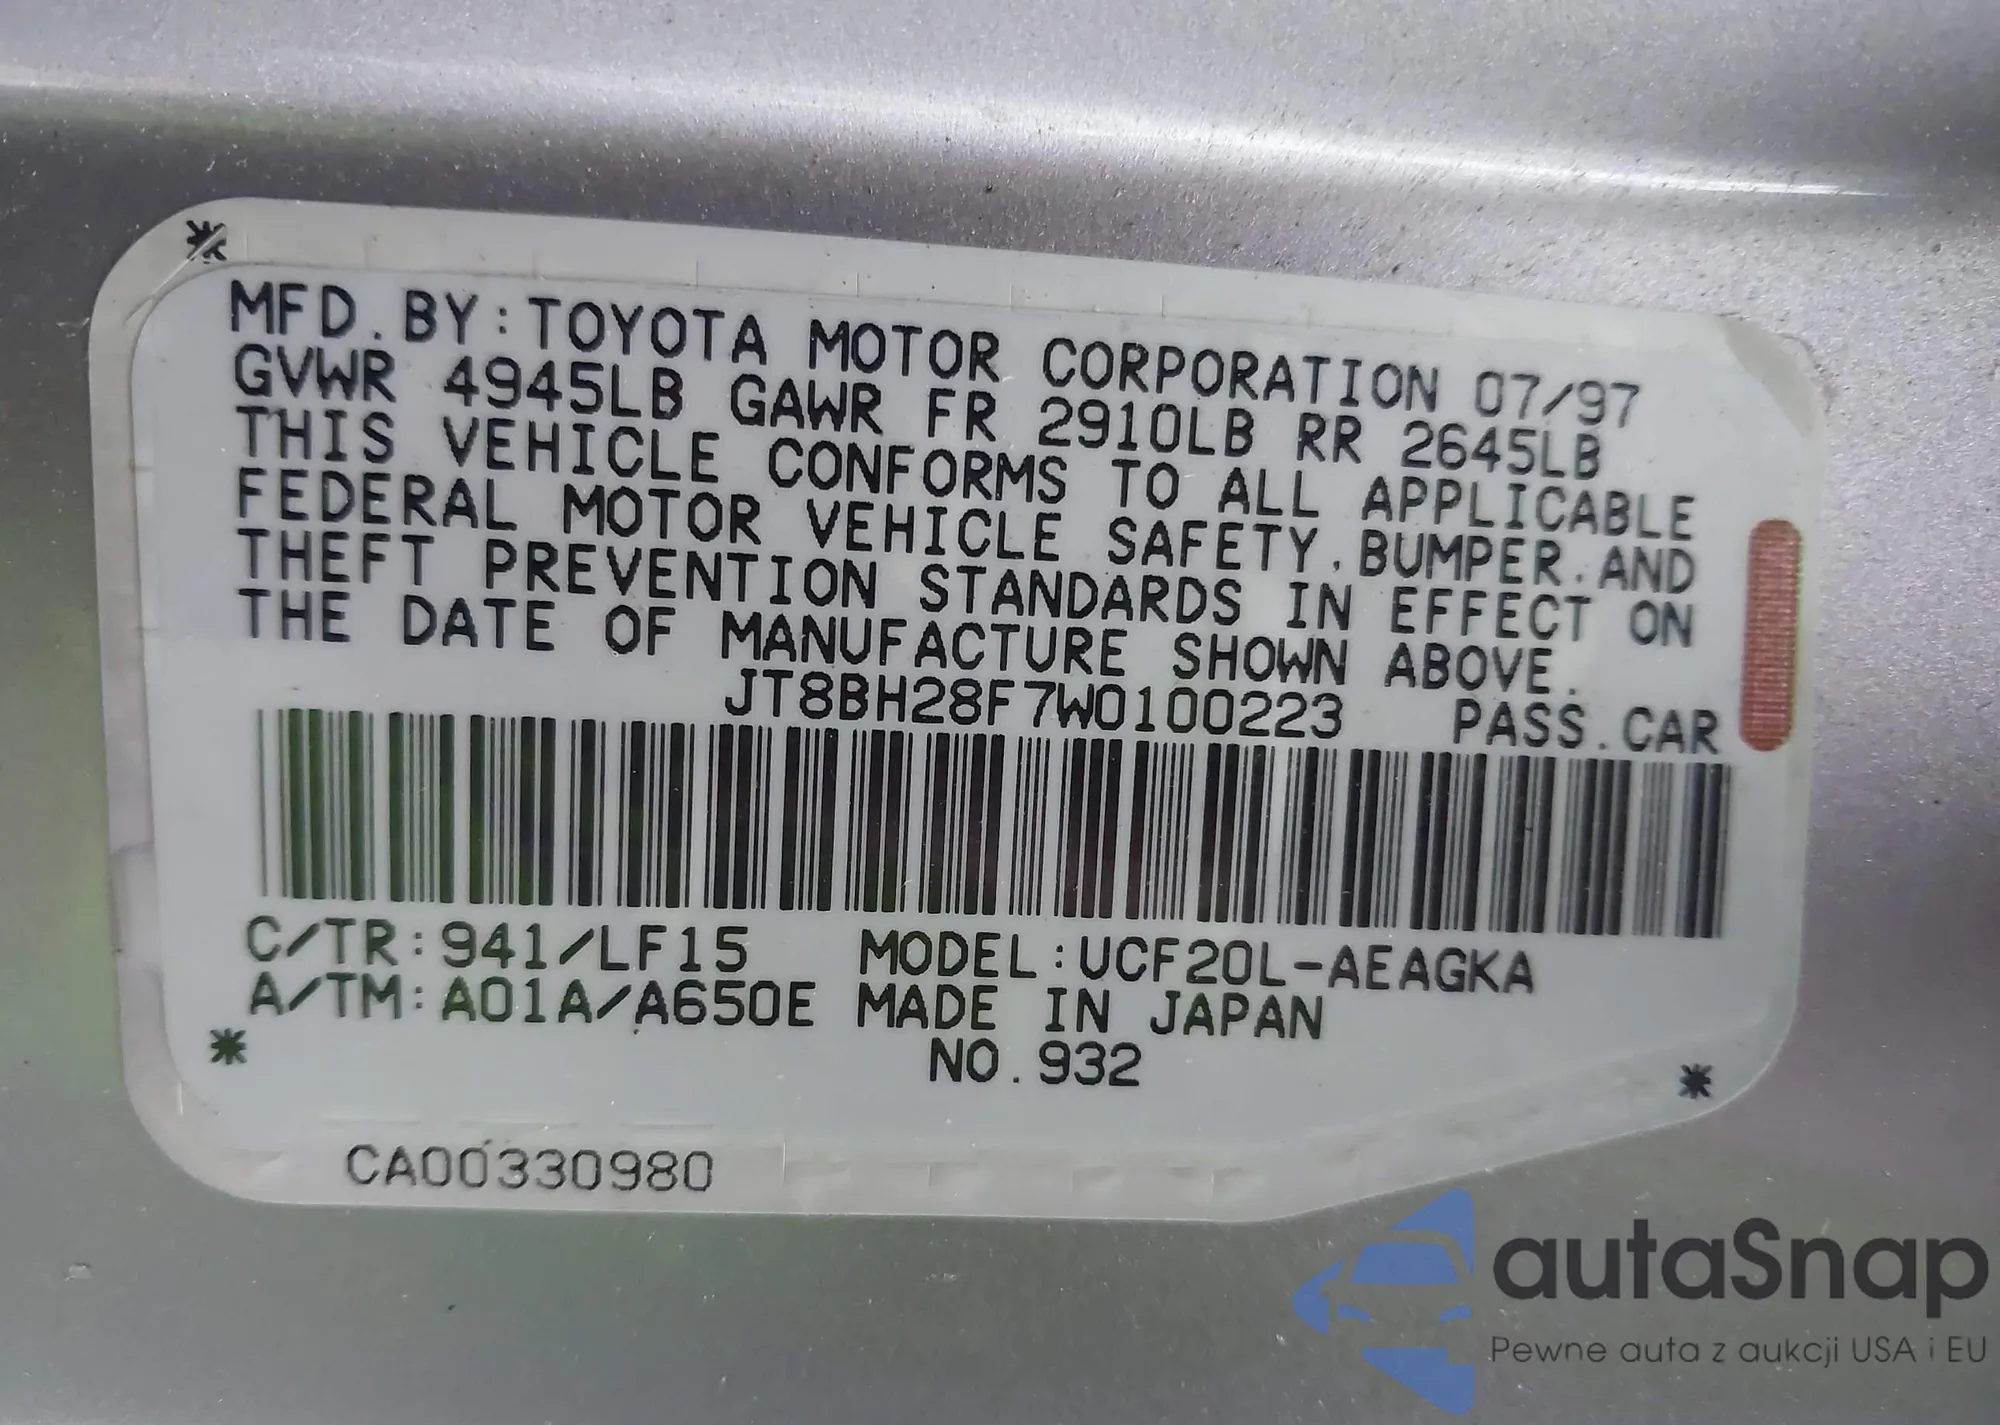 MFD. BY: TOYOTA MOTOR CORPORATION 07/97
GVWR 4945LB GAWR FR 2910LB RR 2645LB
THIS VEHICLE CONFORMS TO ALL APPLICABLE
FEDERAL MOTOR VEHICLE SAFETY, BUMPER, AND
THEFT PREVENTION STANDARDS IN EFFECT ON
THE DATE OF MANUFACTURE SHOWN ABOVE.
JT8BH28F7W0100223 PASS. CAR
C/TR: 941/LF15 MODEL: UCF20L-AEAGKA
A/TM: A01A/A650E MADE IN JAPAN
NO. 932
CA00330980
autaSnap
Pewne auta z aukcji USA i EU